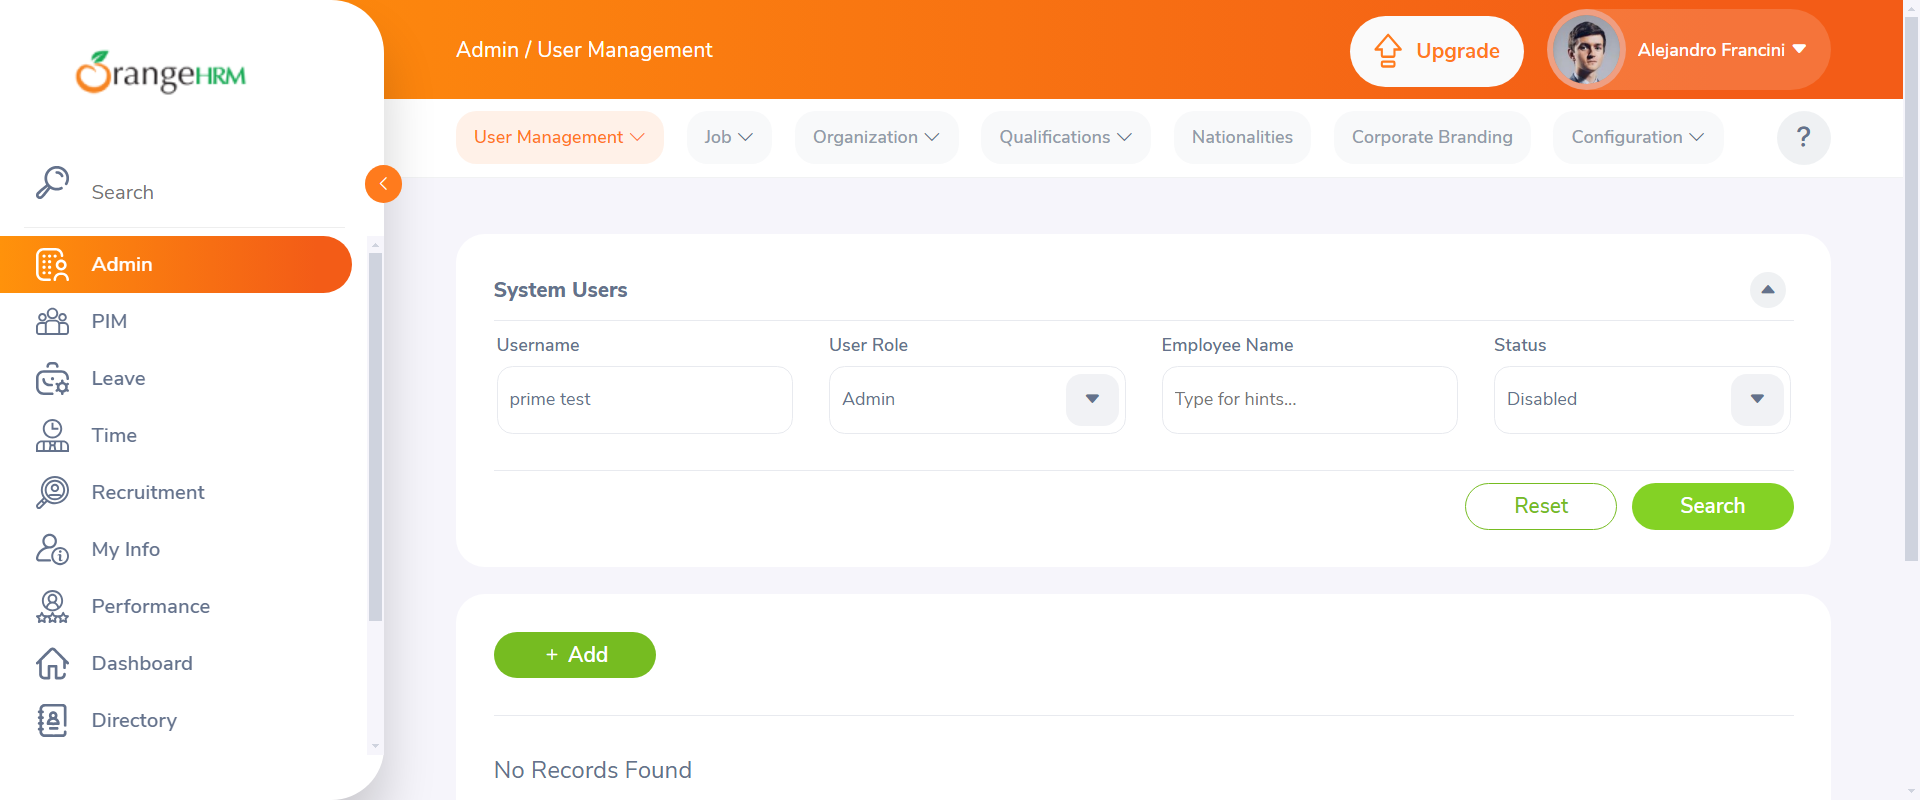 OrangeHRM
Search
Admin
PIM
Leave
Time
Recruitment
My Info
Performance
Dashboard
Directory
Admin / User Management
Upgrade
Alejandro Francini
User Management
Job
Organization
Qualifications
Nationalities
Corporate Branding
Configuration
?
System Users
Username
User Role
Employee Name
Status
prime test
Admin
Type for hints...
Disabled
Reset
Search
+ Add
No Records Found